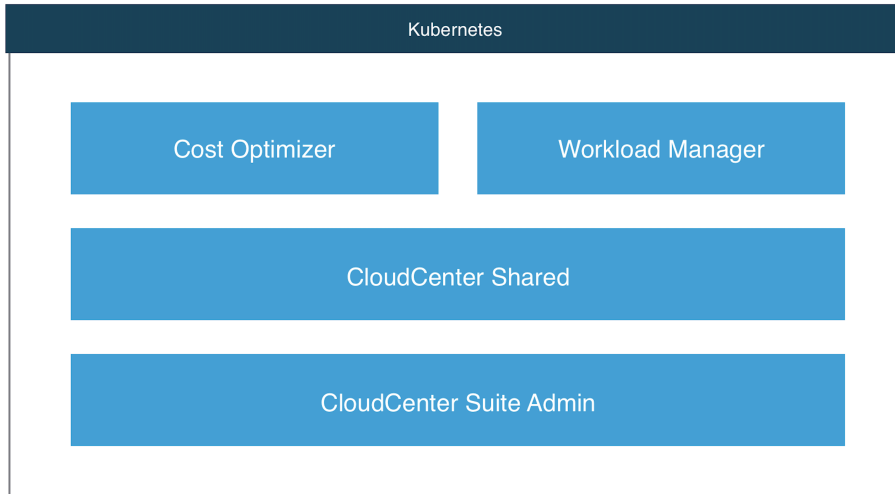 Kubernetes
Cost Optimizer
Workload Manager
CloudCenter Shared
CloudCenter Suite Admin